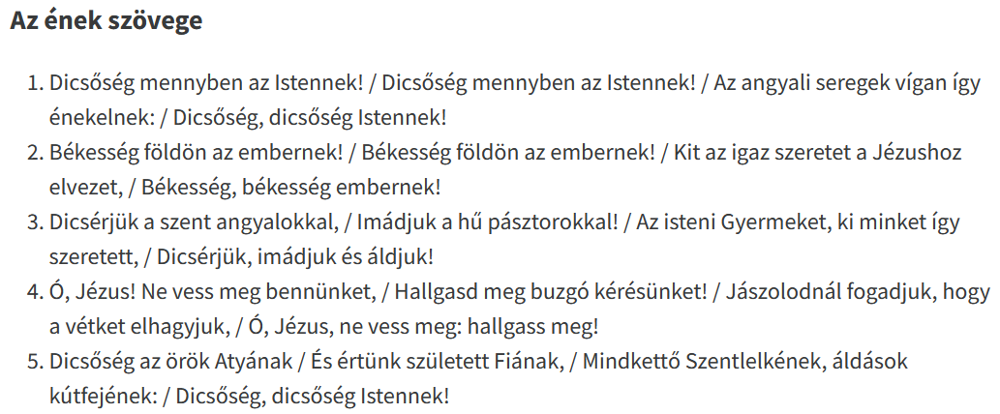 Az ének szövege
1. Dicsőség mennyben az Istennek! / Dicsőség mennyben az Istennek! / Az angyali seregek vígan így
énekelnek: / Dicsőség, dicsőség Istennek!
2. Békesség földön az embernek! / Békesség földön az embernek! / Kit az igaz szeretet a Jézushoz
elvezet, / Békesség, békesség embernek!
3. Dicsérjük a szent angyalokkal, / Imádjuk a hű pásztorokkal! / Az isteni Gyermeket, ki minket így
szeretett, / Dicsérjük, imádjuk és áldjuk!
4. Ó, Jézus! Ne vess meg bennünket, / Hallgasd meg buzgó kérésünket! / Jászolodnál fogadjuk, hogy
a vétket elhagyjuk, / Ó, Jézus, ne vess meg: hallgass meg!
5. Dicsőség az örök Atyának / És értünk született Fiának, / Mindkettő Szentlelkének, áldások
kútfejének: / Dicsőség, dicsőség Istennek!